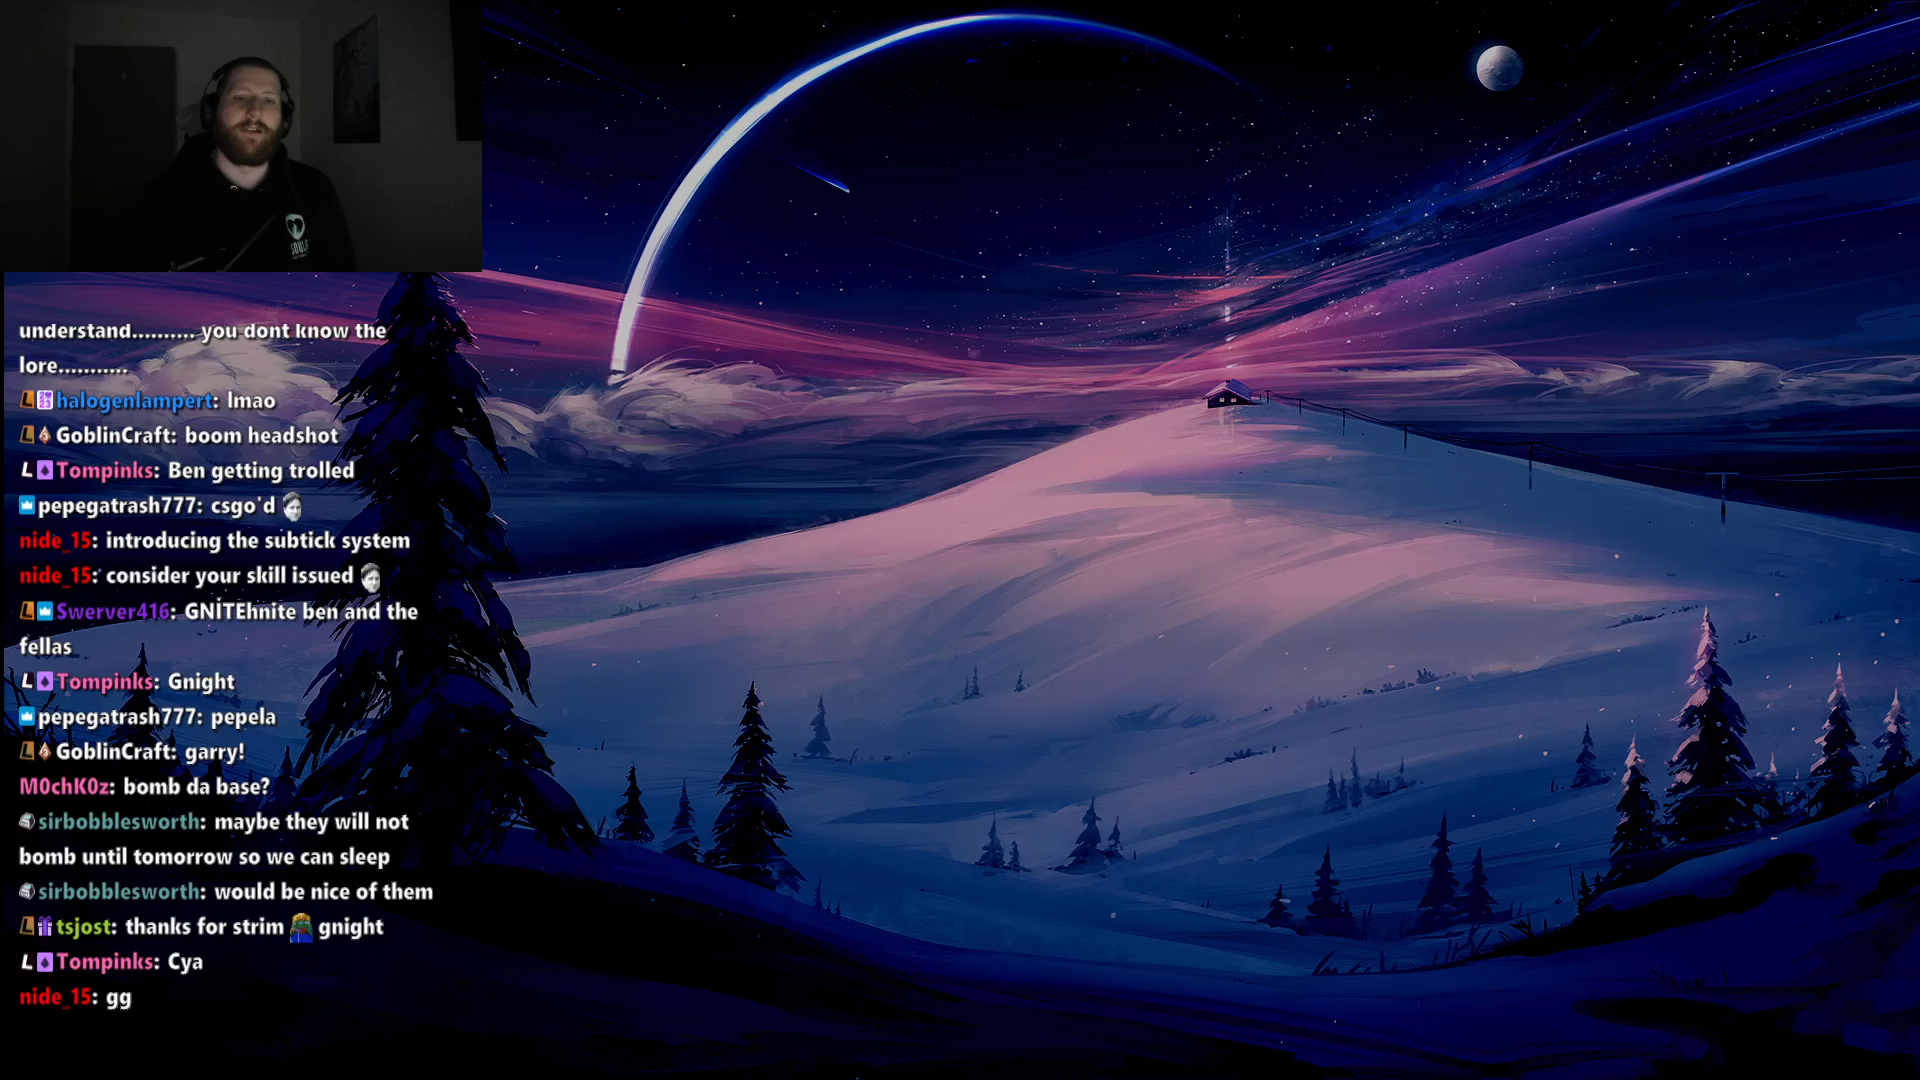 SOULS
understand.......... you dont know the
lore...........
halogenlampert: lmao
GoblinCraft: boom headshot
Tompinks: Ben getting trolled
pepegatrash777: csgo'd
nide_15: introducing the subtick system
nide_15: consider your skill issued
Swerver416: GNİTEhnite ben and the
fellas
Tompinks: Gnight
pepegatrash777: pepela
GoblinCraft: garry!
M0chK0z: bomb da base?
sirbobblesworth: maybe they will not
bomb until tomorrow so we can sleep
sirbobblesworth: would be nice of them
tsjost: thanks for strim gnight
Tompinks: Cya
nide_15: gg